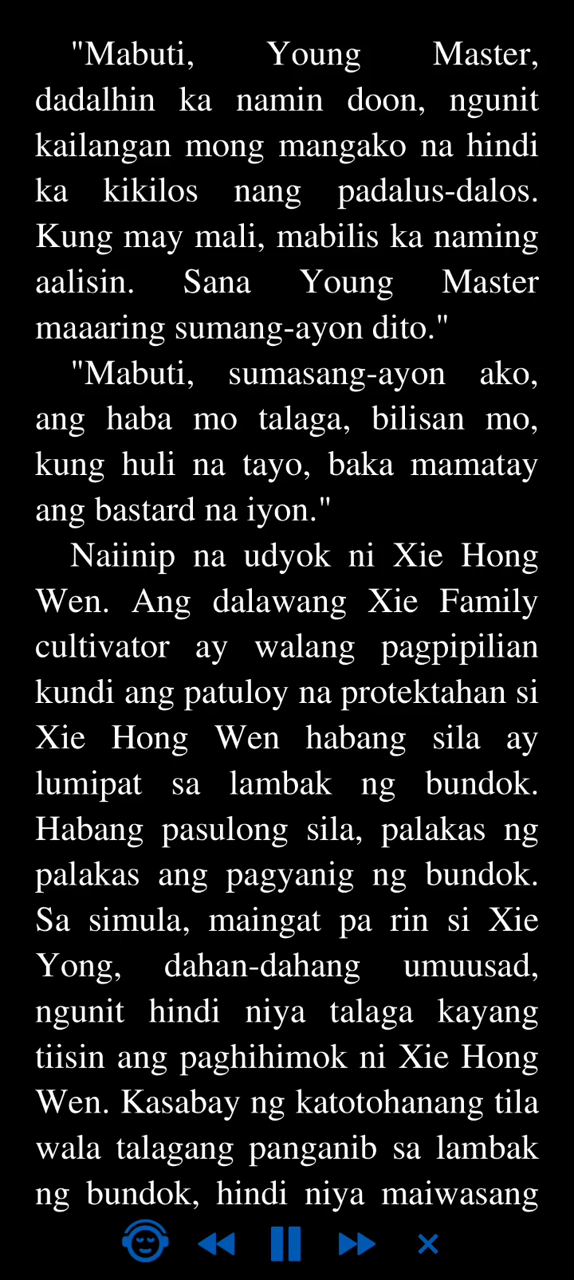 "Mabuti, Young Master,
dadalhin ka namin doon, ngunit
kailangan mong mangako na hindi
ka kikilos nang padalus-dalos.
Kung may mali, mabilis ka naming
aalisin. Sana Young Master
maaaring sumang-ayon dito."
"Mabuti, sumasang-ayon ako,
ang haba mo talaga, bilisan mo,
kung huli na tayo, baka mamatay
ang bastard na iyon."
Naiinip na udyok ni Xie Hong
Wen. Ang dalawang Xie Family
cultivator ay walang pagpipilian
kundi ang patuloy na protektahan si
Xie Hong Wen habang sila ay
lumipat sa lambak ng bundok.
Habang pasulong sila, palakas ng
palakas ang pagyanig ng bundok.
Sa simula, maingat pa rin si Xie
Yong, dahan-dahang umuusad,
ngunit hindi niya talaga kayang
tiisin ang paghihimok ni Xie Hong
Wen. Kasabay ng katotohanang tila
wala talagang panganib sa lambak
ng bundok, hindi niya maiwasang